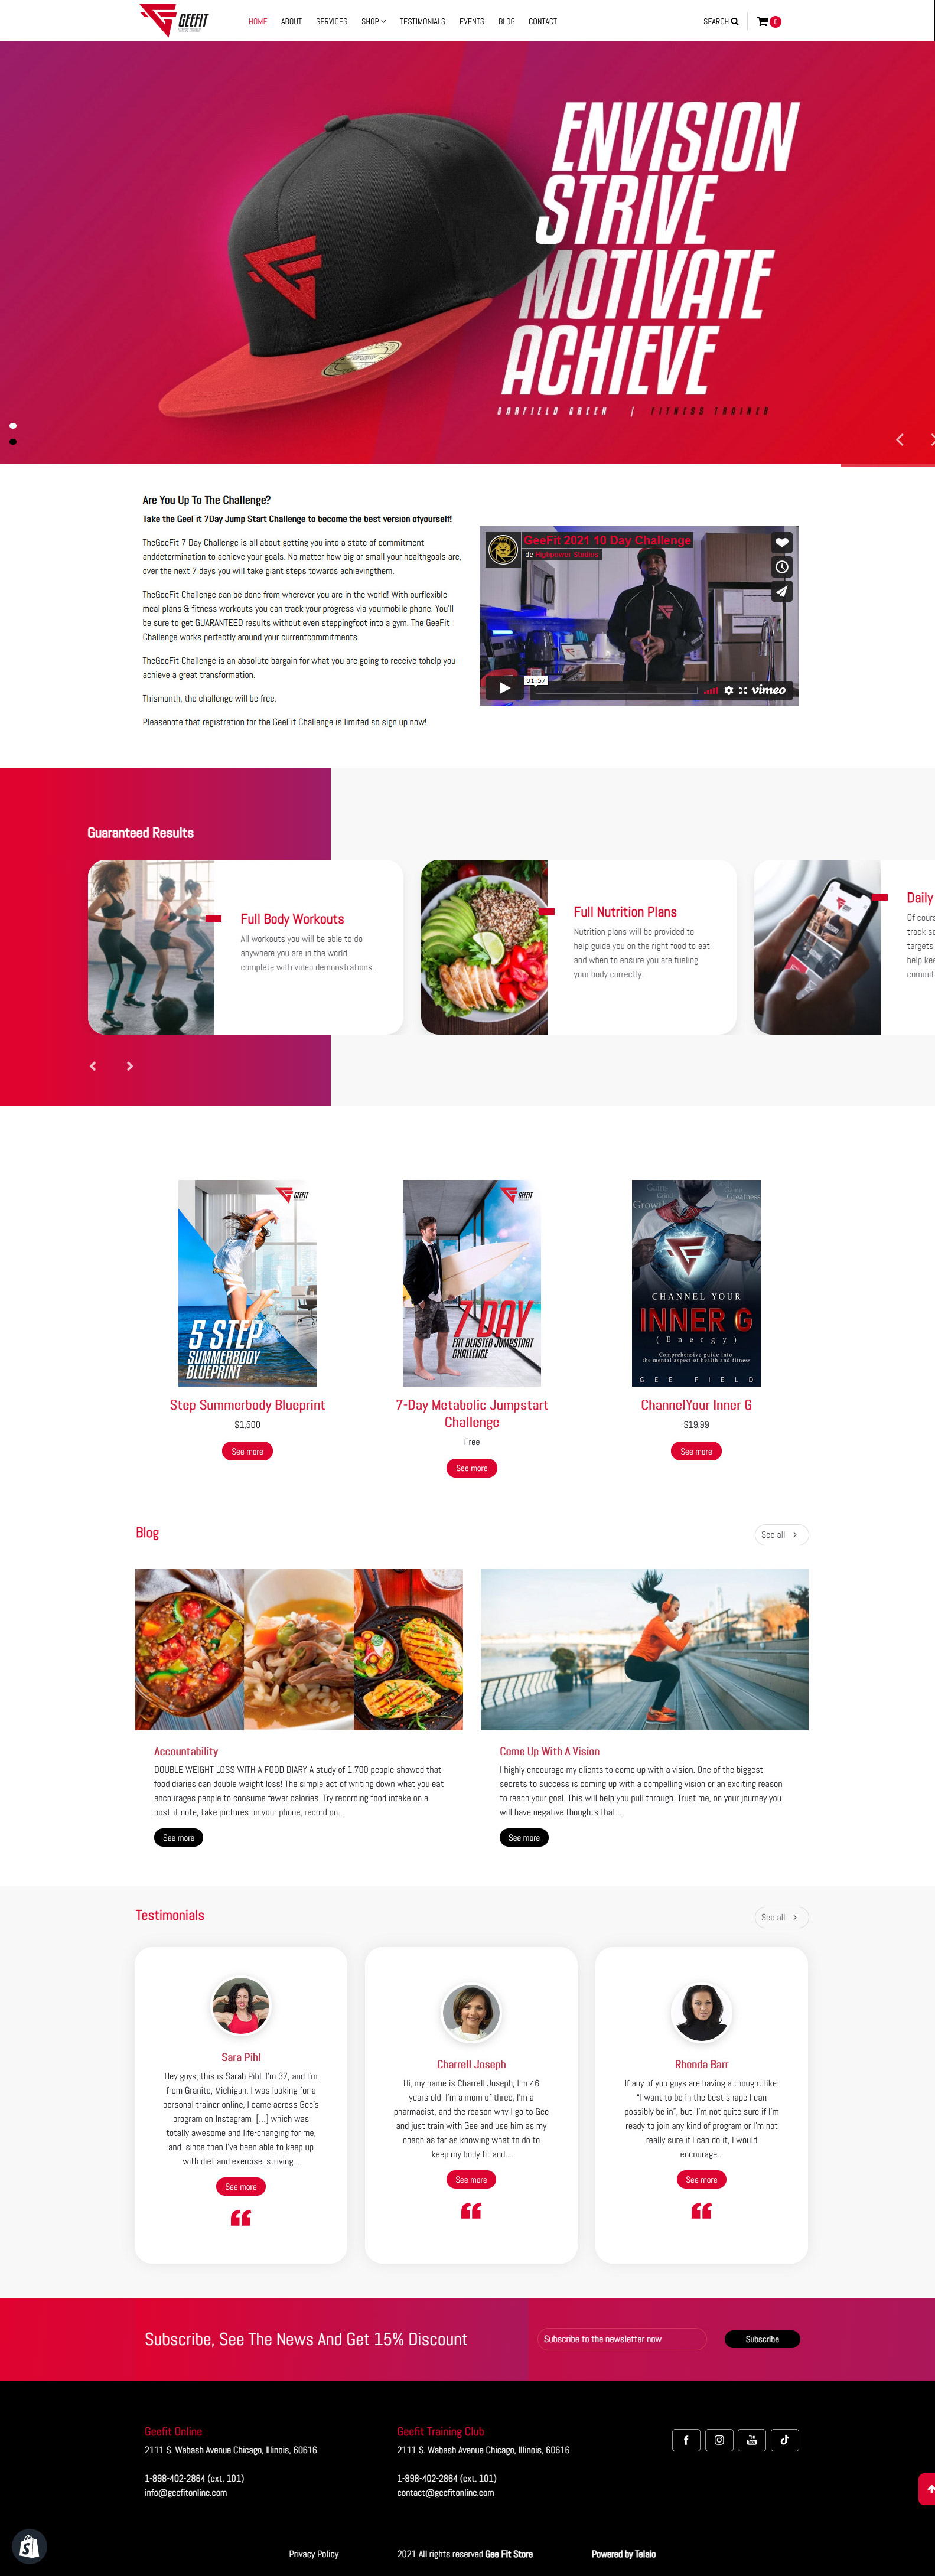 GEEFIT
FITNESS TRAINER
HOME ABOUT SERVICES SHOP TESTIMONIALS EVENTS BLOG CONTACT
SEARCH 0
ENVISION
STRIVE
MOTIVATE
ACHIEVE
GARFIELD GREEN | FITNESS TRAINER
Are You Up To The Challenge?
Take the GeeFit 7Day Jump Start Challenge to become the best version ofyourself!
TheGeeFit 7 Day Challenge is all about getting you into a state of commitment
anddetermination to achieve your goals. No matter how big or small your healthgoals are,
over the next 7 days you will take giant steps towards achievingthem.
TheGeeFit Challenge can be done from wherever you are in the world! With ourflexible
meal plans & fitness workouts you can track your progress via yourmobile phone. You'll
be sure to get GUARANTEED results without even steppingfoot into a gym. The GeeFit
Challenge works perfectly around your currentcommitments.
TheGeeFit Challenge is an absolute bargain for what you are going to receive tohelp you
achieve a great transformation.
Thismonth, the challenge will be free.
Pleasenote that registration for the GeeFit Challenge is limited so sign up now!
GeeFit 2021 10 Day Challenge
de Highpower Studios
01:57
vimeo
Guaranteed Results
Full Body Workouts
All workouts you will be able to do
anywhere you are in the world,
complete with video demonstrations.
Full Nutrition Plans
Nutrition plans will be provided to
help guide you on the right food to eat
and when to ensure you are fueling
your body correctly.
Daily
Of cours
track so
targets
help kee
commit
GEEFIT
5 STEP
SUMMERBODY
BLUEPRINT
Step Summerbody Blueprint
$1,500
See more
GEEFIT
7 DAY
FAT BLASTER JUMPSTART
CHALLENGE
7-Day Metabolic Jumpstart
Challenge
Free
See more
Gains
Grind
Growth
Greatness
CHANNEL YOUR
INNER G
(Energy)
Comprehensive guide into
the mental aspect of health and fitness
GEE FIELD
ChannelYour Inner G
$19.99
See more
Blog
See all
Accountability
DOUBLE WEIGHT LOSS WITH A FOOD DIARY A study of 1,700 people showed that
food diaries can double weight loss! The simple act of writing down what you eat
encourages people to consume fewer calories. Try recording food intake on a
post-it note, take pictures on your phone, record on...
See more
Come Up With A Vision
I highly encourage my clients to come up with a vision. One of the biggest
secrets to success is coming up with a compelling vision or an exciting reason
to reach your goal. This will help you pull through. Trust me, on your journey you
will have negative thoughts that...
See more
Testimonials
See all
Sara Pihl
Hey guys, this is Sarah Pihl, I'm 37, and I'm
from Granite, Michigan. I was looking for a
personal trainer online, I came across Gee's
program on Instagram [...] which was
totally awesome and life-changing for me,
and since then I've been able to keep up
with diet and exercise, striving...
See more
Charrell Joseph
Hi, my name is Charrell Joseph, I'm 46
years old, I'm a mom of three, I'm a
pharmacist, and the reason why I go to Gee
and just train with Gee and use him as my
coach as far as knowing what to do to
keep my body fit and...
See more
Rhonda Barr
If any of you guys are having a thought like:
"I want to be in the best shape I can
possibly be in", but, I'm not quite sure if I'm
ready to join any kind of program or I'm not
really sure if I can do it, I would
encourage...
See more
Subscribe, See The News And Get 15% Discount
Subscribe to the newsletter now
Subscribe
Geefit Online
2111 S. Wabash Avenue Chicago, Illinois, 60616
1-898-402-2864 (ext. 101)
info@geefitonline.com
Geefit Training Club
2111 S. Wabash Avenue Chicago, Illinois, 60616
1-898-402-2864 (ext. 101)
contact@geefitonline.com
You Tube
Privacy Policy
2021 All rights reserved Gee Fit Store
Powered by Telaio